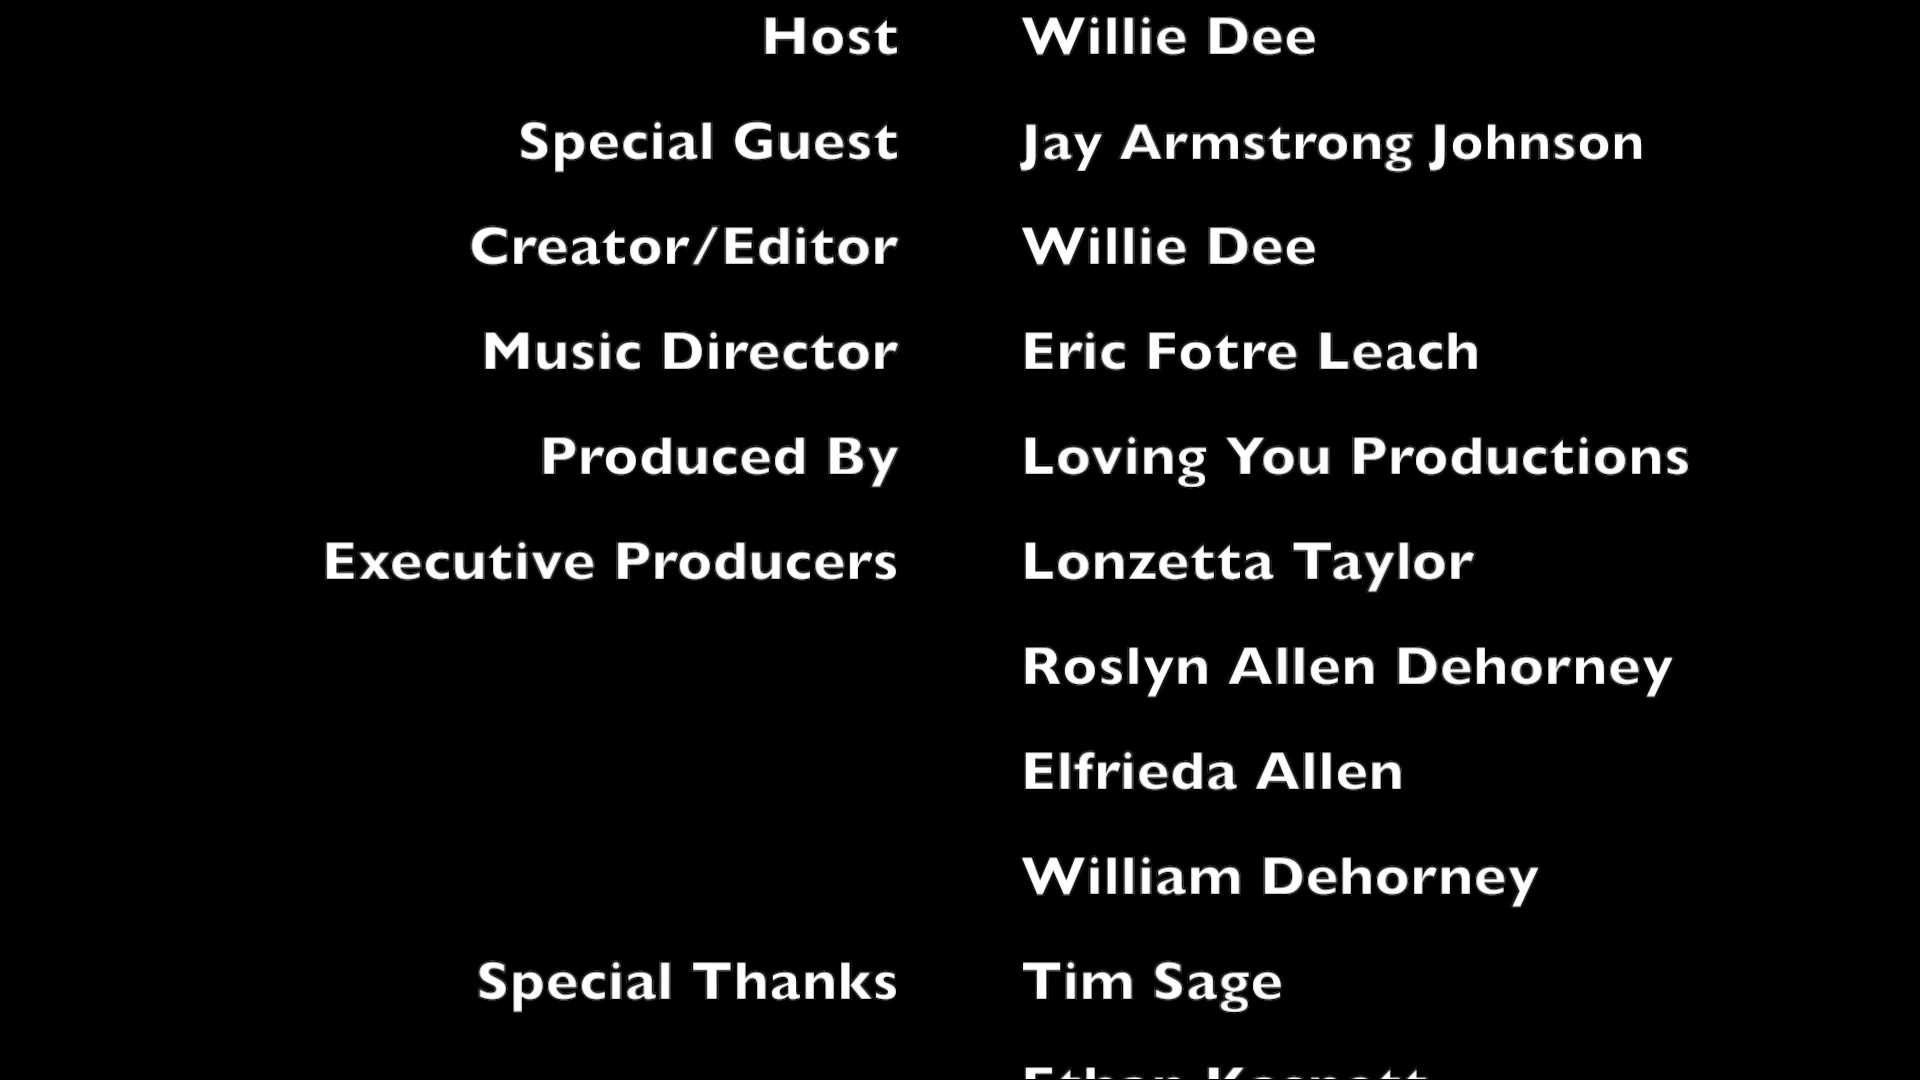 Host Willie Dee
Special Guest Jay Armstrong Johnson
Creator/Editor Willie Dee
Music Director Eric Fotre Leach
Produced By Loving You Productions
Executive Producers Lonzetta Taylor
Roslyn Allen Dehorney
Elfrieda Allen
William Dehorney
Special Thanks Tim Sage
Ethan